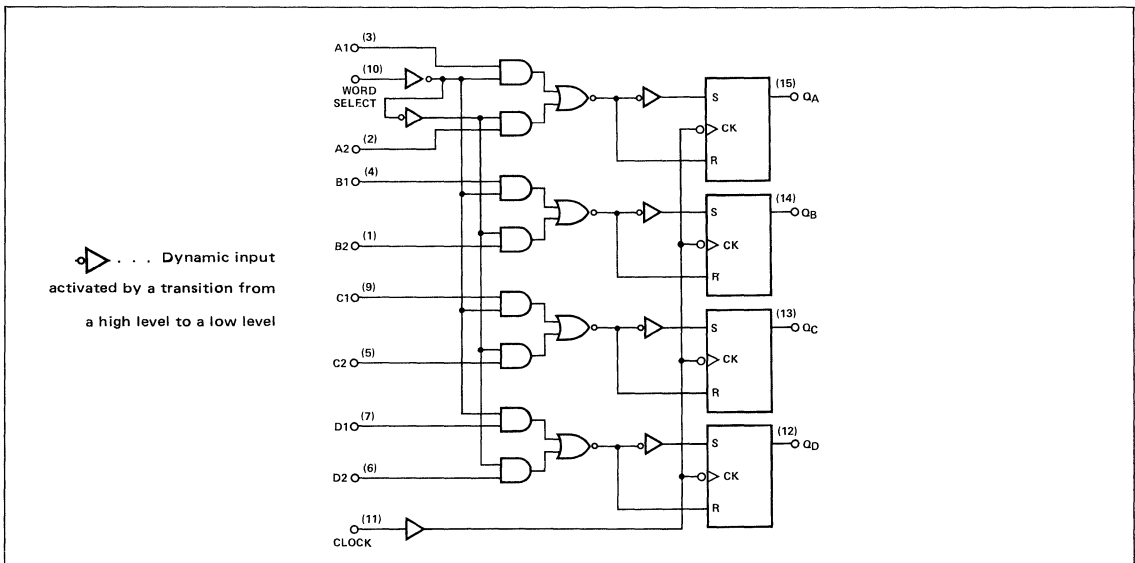 (3)
A1
(10)
WORD
SELECT
(2)
A2
(4)
B1
(1)
B2
(9)
C1
(5)
C2
(7)
D1
(6)
D2
(11)
CLOCK
. . . Dynamic input
activated by a transition from
a high level to a low level
S
CK
R
(15)
QA
S
CK
R
(14)
QB
S
CK
R
(13)
QC
S
CK
R
(12)
QD